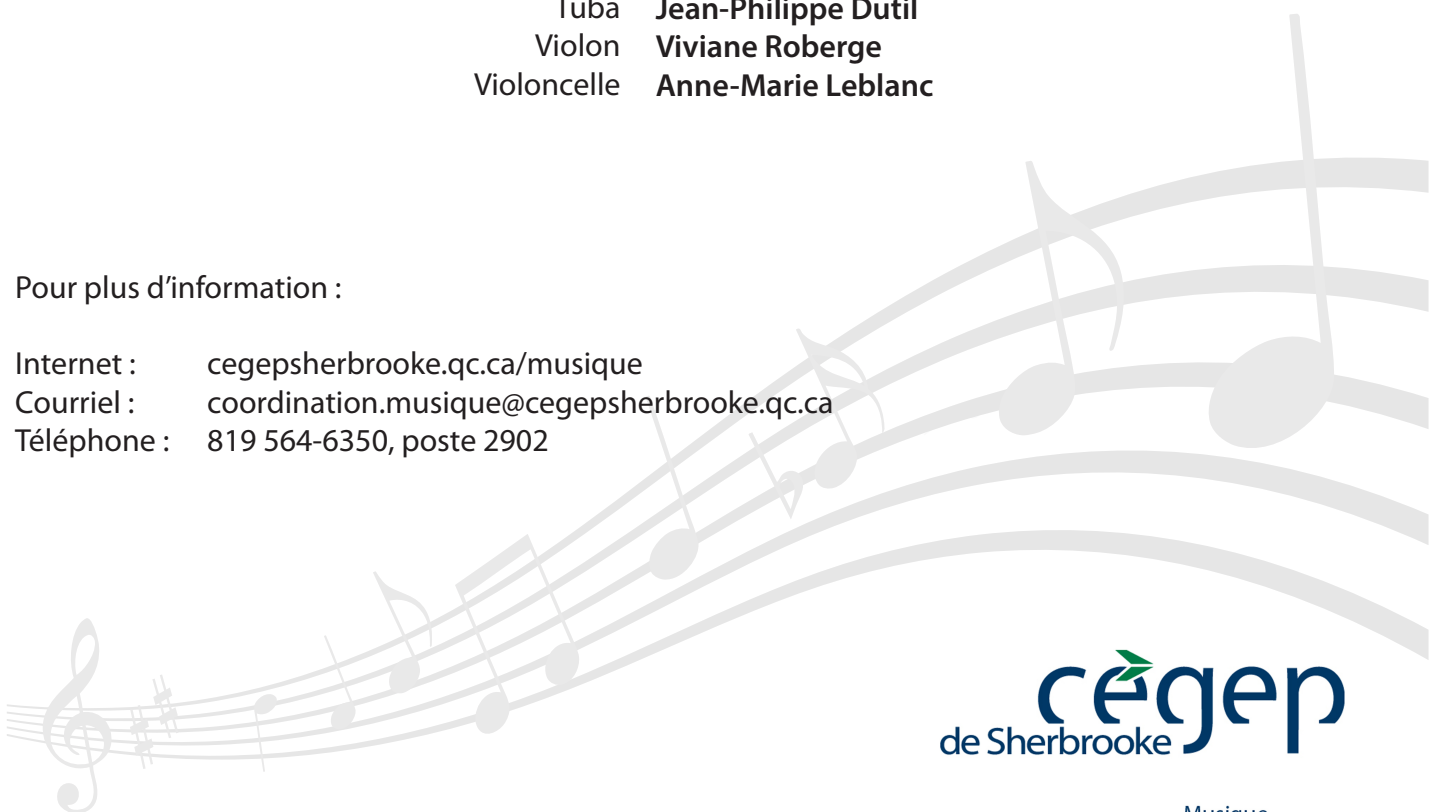 Tuba Jean-Philippe Dutil
Violon Viviane Roberge
Violoncelle Anne-Marie Leblanc
Pour plus d’information :
Internet : cegepsherbrooke.qc.ca/musique
Courriel : coordination.musique@cegepsherbrooke.qc.ca
Téléphone : 819 564-6350, poste 2902
cégep
de Sherbrooke
Musique